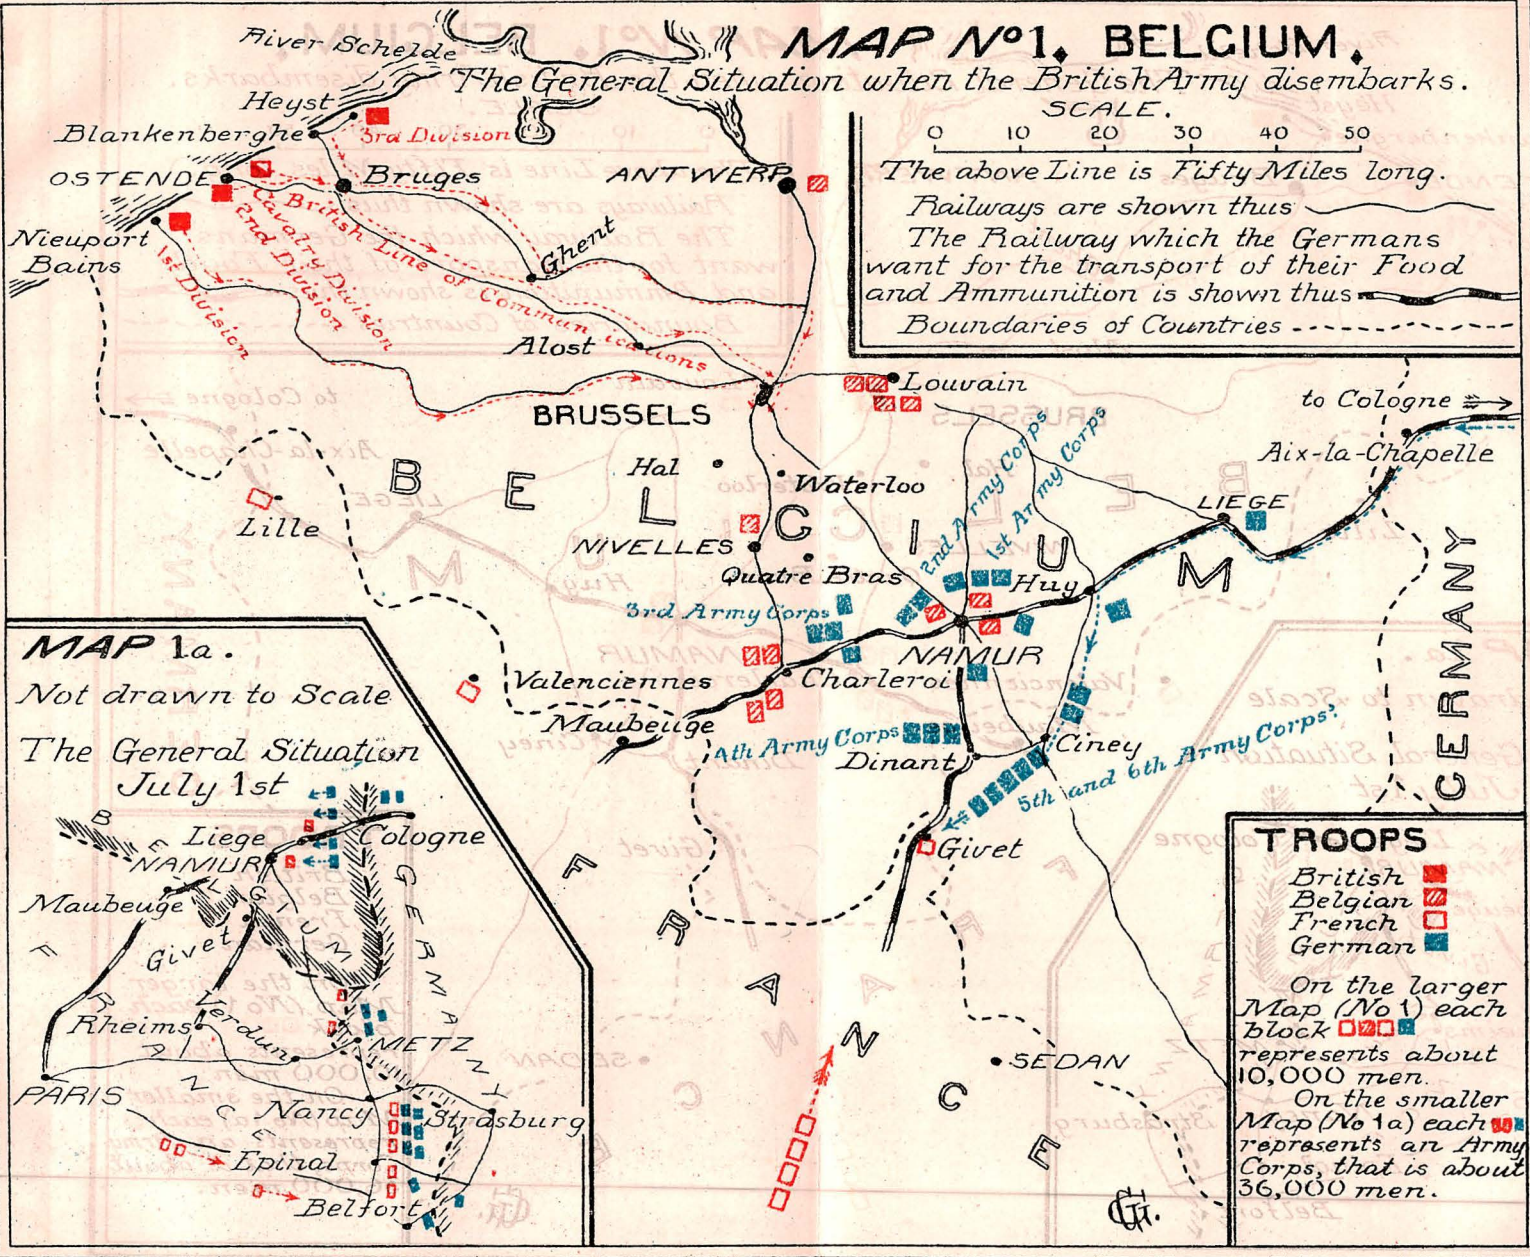 MAP Nº1. BELGIUM.
The General Situation when the British Army disembarks.
SCALE.
0 10 20 30 40 50
The above Line is Fifty Miles long.
Railways are shown thus
The Railway which the Germans
want for the transport of their Food
and Ammunition is shown thus
Boundaries of Countries
River Schelde
Heyst
3rd Division
Blankenberghe
OSTENDE
Bruges
ANTWERP
Nieuport
Bains
Ghent
British Line of Communications
Cavalry Division
2nd Division
1st Division
Alost
Louvain
BRUSSELS
to Cologne
Aix-la-Chapelle
BELGIUM
Hal
Waterloo
LIEGE
Lille
NIVELLES
Quatre Bras
2nd Army Corps
1st Army Corps
Huy
3rd Army Corps
NAMUR
Charleroi
Valenciennes
Maubeuge
4th Army Corps
Dinant
Ciney
5th and 6th Army Corps
Givet
GERMANY
FRANCE
SEDAN
GG.
MAP 1a.
Not drawn to Scale
The General Situation
July 1st
BELGIUM
Liege
Cologne
NAMUR
Maubeuge
Givet
GERMANY
FRANCE
Rheims
Verdun
METZ
PARIS
Nancy
Strasburg
Epinal
Belfort
TROOPS
British
Belgian
French
German
On the larger
Map (No 1) each
block
represents about
10,000 men.
On the smaller
Map (No 1a) each
represents an Army
Corps, that is about
36,000 men.